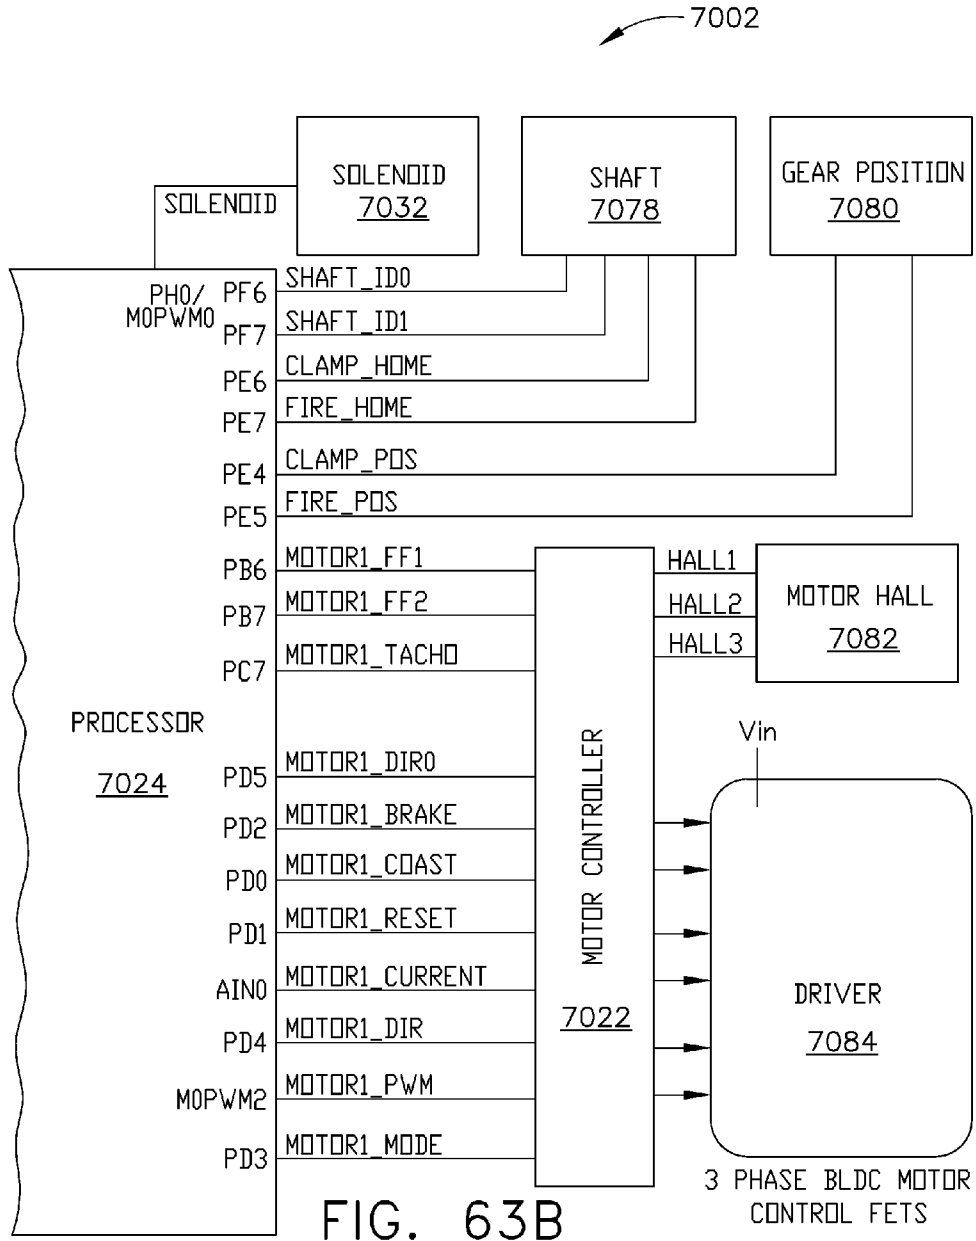 7002
SOLENOID
7032
SHAFT
7078
GEAR POSITION
7080
SOLENOID
PH0/
M0PWM0
PF6 SHAFT_ID0
PF7 SHAFT_ID1
PE6 CLAMP_HOME
PE7 FIRE_HOME
PE4 CLAMP_POS
PE5 FIRE_POS
PB6 MOTOR1_FF1
PB7 MOTOR1_FF2
PC7 MOTOR1_TACHO
PROCESSOR
7024
PD5 MOTOR1_DIRO
PD2 MOTOR1_BRAKE
PD0 MOTOR1_COAST
PD1 MOTOR1_RESET
AIN0 MOTOR1_CURRENT
PD4 MOTOR1_DIR
M0PWM2 MOTOR1_PWM
PD3 MOTOR1_MODE
MOTOR CONTROLLER
7022
HALL1
HALL2
HALL3
MOTOR HALL
7082
Vin
DRIVER
7084
3 PHASE BLDC MOTOR
CONTROL FETS
FIG. 63B